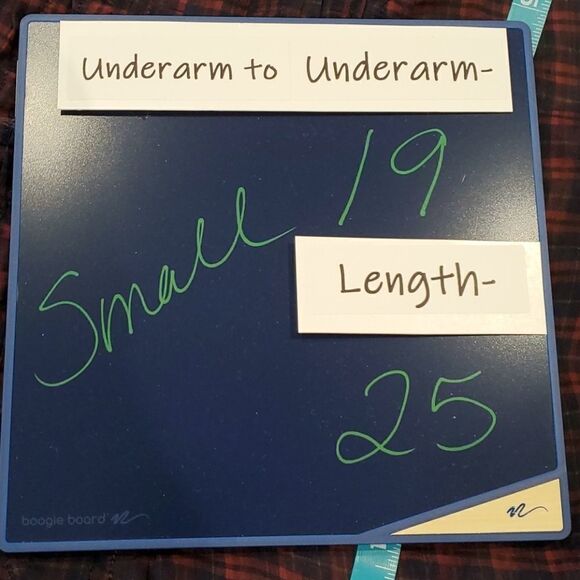 Underarm to Underarm-
Small 19
Length-
25
boogie board